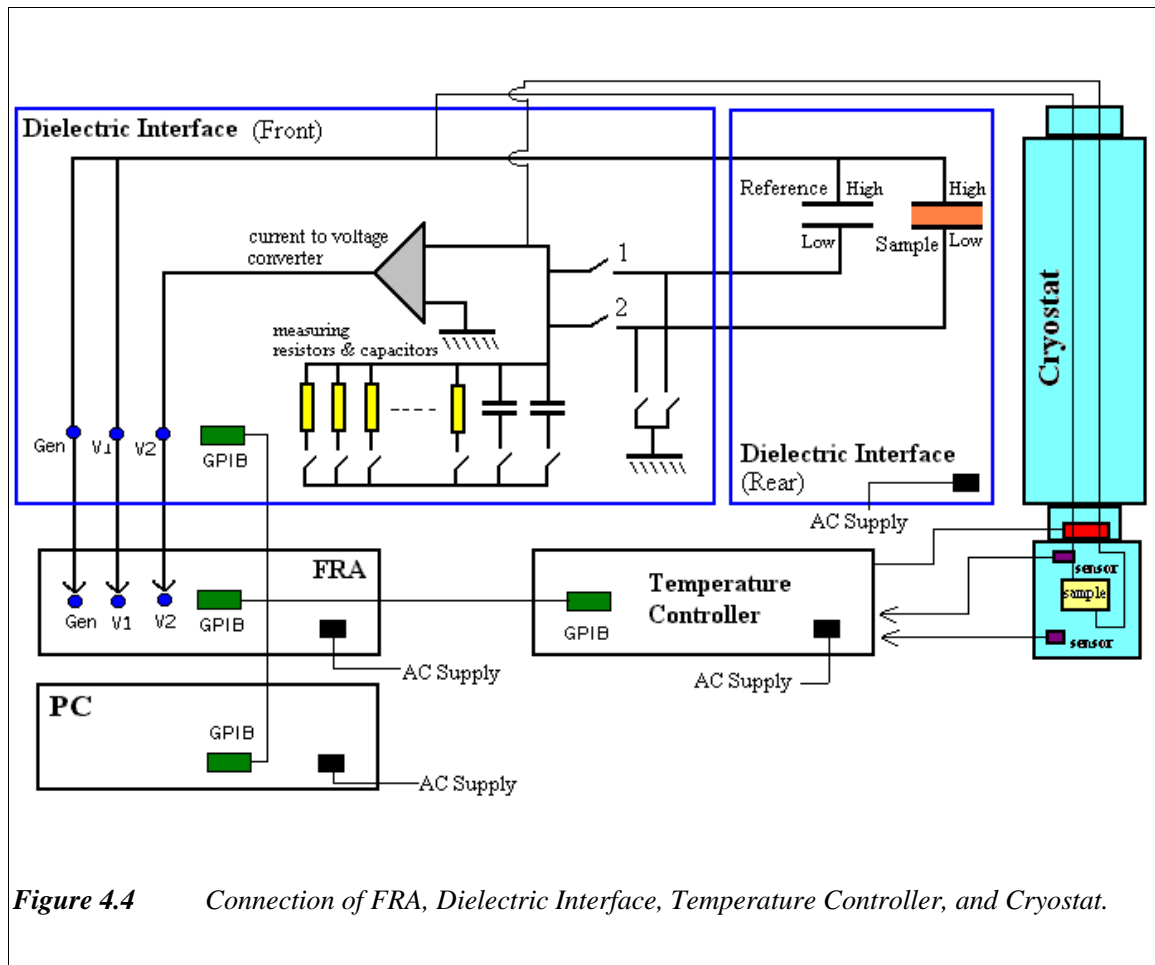 Dielectric Interface (Front)
Reference High
High
current to voltage
converter
Low
Sample Low
1
2
measuring
resistors & capacitors
Cryostat
Gen V1 V2
GPIB
Dielectric Interface
(Rear)
AC Supply
FRA
Temperature
Controller
sensor
sample
Gen V1 V2 GPIB
GPIB
sensor
AC Supply
AC Supply
PC
GPIB
AC Supply
Figure 4.4 Connection of FRA, Dielectric Interface, Temperature Controller, and Cryostat.